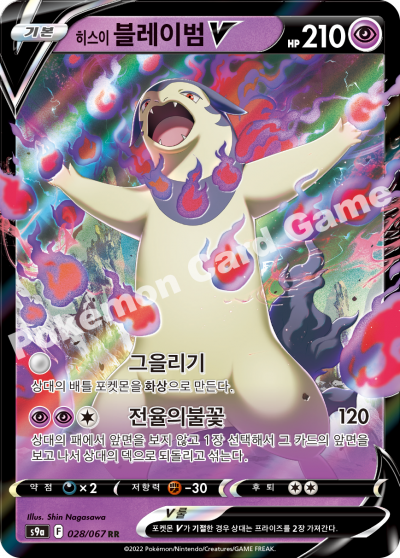 기본 히스이 블레이범 V HP 210
Pokémon Card Game
그을리기
상대의 배틀 포켓몬을 화상으로 만든다.
전율의불꽃 120
상대의 패에서 앞면을 보지 않고 1장 선택해서 그 카드의 앞면을
보고 나서 상대의 덱으로 되돌리고 섞는다.
약점 ×2 저항력 -30 후퇴
Illus. Shin Nagasawa
V 룰
s9a F 028/067 RR
포켓몬 V가 기절한 경우 상대는 프라이즈를 2장 가져간다.
©2022 Pokémon/Nintendo/Creatures/GAME FREAK.